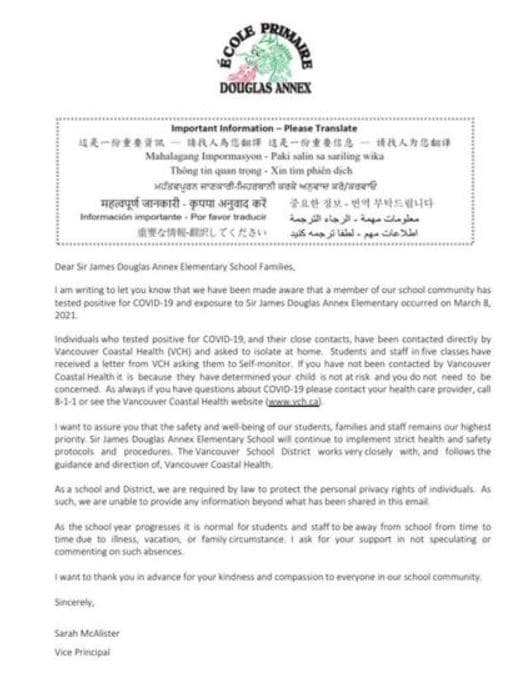 ÉCOLE PRIMAIRE
DOUGLAS ANNEX
Important Information – Please Translate
這是一份重要資訊 — 請找人為您翻譯 这是一份重要信息 — 请找人为您翻译
Mahalagang Impormasyon - Paki salin sa sariling wika
Thông tin quan trọng - Xin tìm phiên dịch
ਮਹੱਤਵਪੂਰਨ ਜਾਣਕਾਰੀ-ਮਿਹਰਬਾਨੀ ਕਰਕੇ ਅਨੁਵਾਦ ਕਰੋ/ਕਰਵਾਓ
महत्वपूर्ण जानकारी - कृपया अनुवाद करें 중요한 정보 - 번역 부탁드립니다
Información importante - Por favor traducir معلومات مهمة - الرجاء الترجمة
重要な情報-翻訳してください اطلاعات مهم - لطفا ترجمه کنید
Dear Sir James Douglas Annex Elementary School Families,
I am writing to let you know that we have been made aware that a member of our school community has
tested positive for COVID-19 and exposure to Sir James Douglas Annex Elementary occurred on March 8,
2021.
Individuals who tested positive for COVID-19, and their close contacts, have been contacted directly by
Vancouver Coastal Health (VCH) and asked to isolate at home. Students and staff in five classes have
received a letter from VCH asking them to Self-monitor. If you have not been contacted by Vancouver
Coastal Health it is because they have determined your child is not at risk and you do not need to be
concerned. As always if you have questions about COVID-19 please contact your health care provider, call
8-1-1 or see the Vancouver Coastal Health website (www.vch.ca).
I want to assure you that the safety and well-being of our students, families and staff remains our highest
priority. Sir James Douglas Annex Elementary School will continue to implement strict health and safety
protocols and procedures. The Vancouver School District works very closely with, and follows the
guidance and direction of, Vancouver Coastal Health.
As a school and District, we are required by law to protect the personal privacy rights of individuals. As
such, we are unable to provide any information beyond what has been shared in this email.
As the school year progresses it is normal for students and staff to be away from school from time to
time due to illness, vacation, or family circumstance. I ask for your support in not speculating or
commenting on such absences.
I want to thank you in advance for your kindness and compassion to everyone in our school community.
Sincerely,
Sarah McAlister
Vice Principal